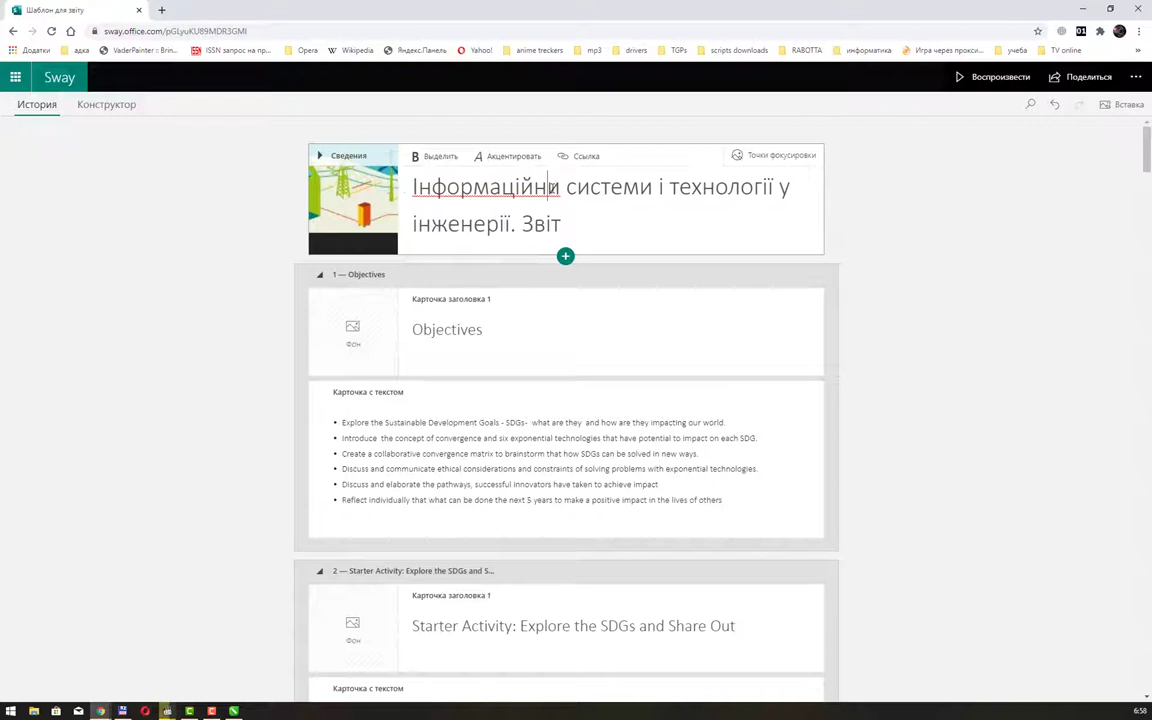 Шаблон для звіту
sway.office.com/pGLyuKU89MDR3GMI
Додатки
адка
VaderPainter :: Brin...
ISSN запрос на пр...
Opera
Wikipedia
Яндекс.Панель
Yahoo!
anime treckers
mp3
drivers
TGPs
scripts downloads
RABOTTA
информатика
Игра через прокси...
учеба
TV online
»
Sway
Воспроизвести
Поделиться
История
Конструктор
Вставка
Сведения
B Выделить
A Акцентировать
Ссылка
Точки фокусировки
Інформаційни системи і технології у
інженерії. Звіт
1 — Objectives
Карточка заголовка 1
Фон
Objectives
Карточка с текстом
• Explore the Sustainable Development Goals - SDGs- what are they and how are they impacting our world.
• Introduce the concept of convergence and six exponential technologies that have potential to impact on each SDG.
• Create a collaborative convergence matrix to brainstorm that how SDGs can be solved in new ways.
• Discuss and communicate ethical considerations and constraints of solving problems with exponential technologies.
• Discuss and elaborate the pathways, successful innovators have taken to achieve impact
• Reflect individually that what can be done the next 5 years to make a positive impact in the lives of others
2 — Starter Activity: Explore the SDGs and S...
Карточка заголовка 1
Фон
Starter Activity: Explore the SDGs and Share Out
Карточка с текстом
6:58